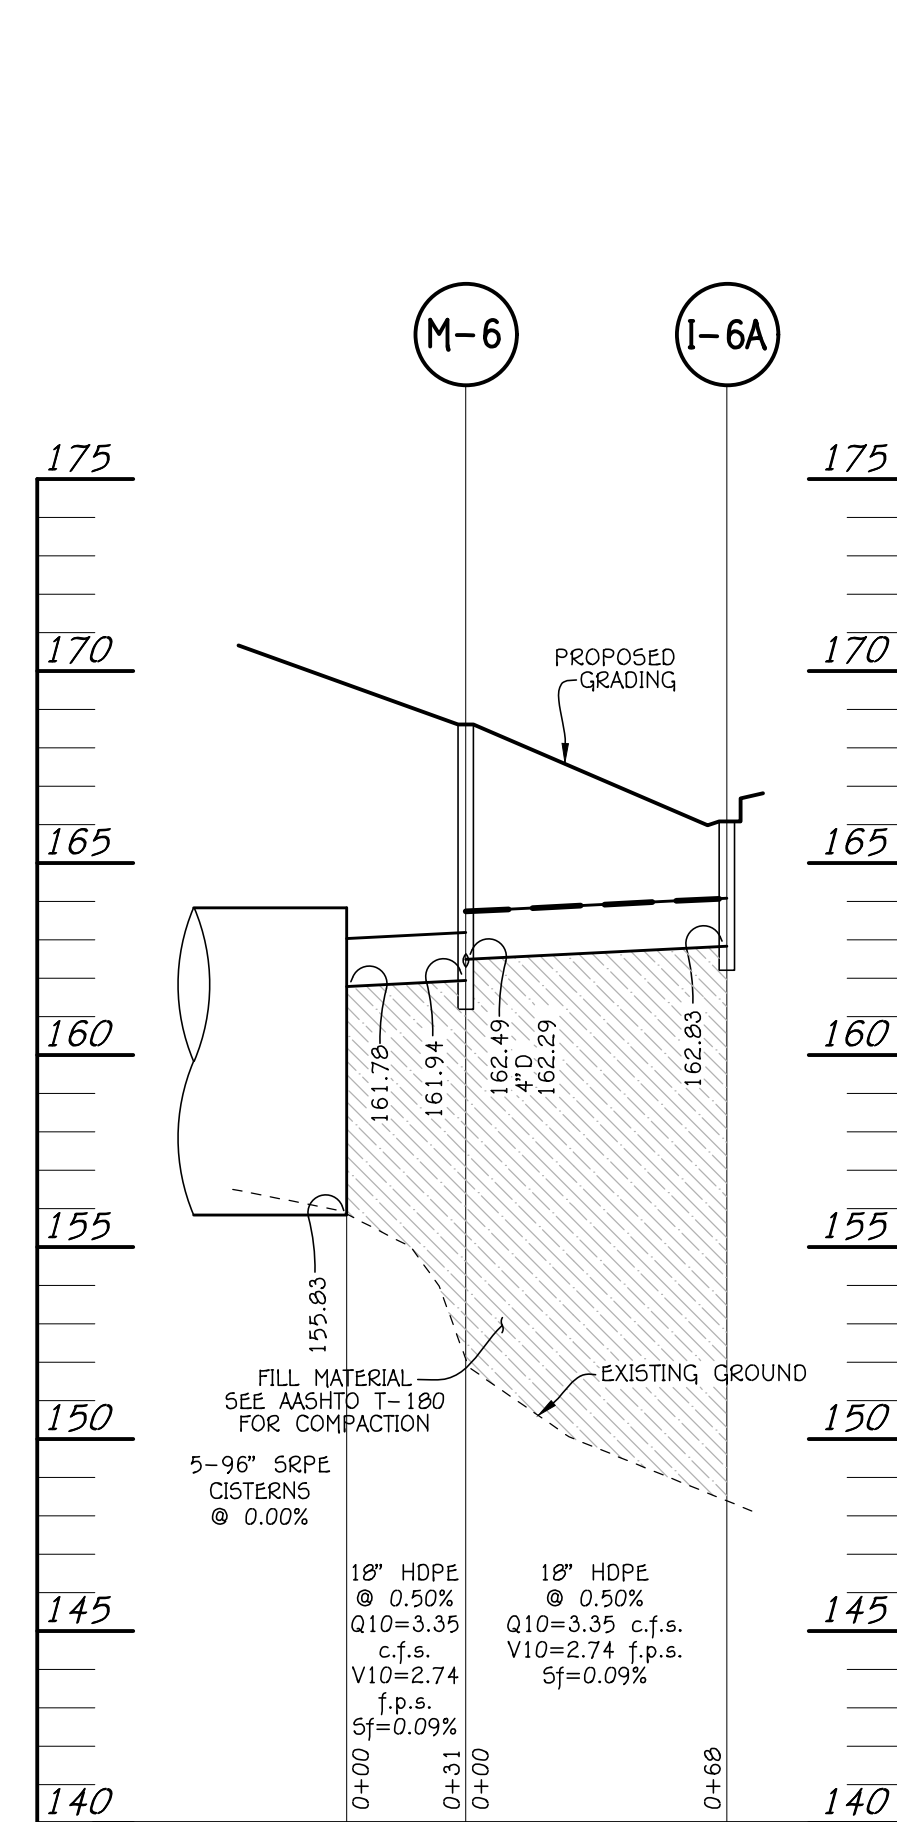 M-6
I-6A
175
175
170
170
PROPOSED
GRADING
165
165
160
160
161.78
161.94
162.49
4"D
162.29
162.83
155
155
155.83
FILL MATERIAL
SEE AASHTO T-180
FOR COMPACTION
EXISTING GROUND
150
150
5-96" SRPE
CISTERNS
@ 0.00%
18" HDPE
@ 0.50%
Q10=3.35
c.f.s.
V10=2.74
f.p.s.
Sf=0.09%
18" HDPE
@ 0.50%
Q10=3.35 c.f.s.
V10=2.74 f.p.s.
Sf=0.09%
145
145
0+00
0+31
0+00
0+68
140
140